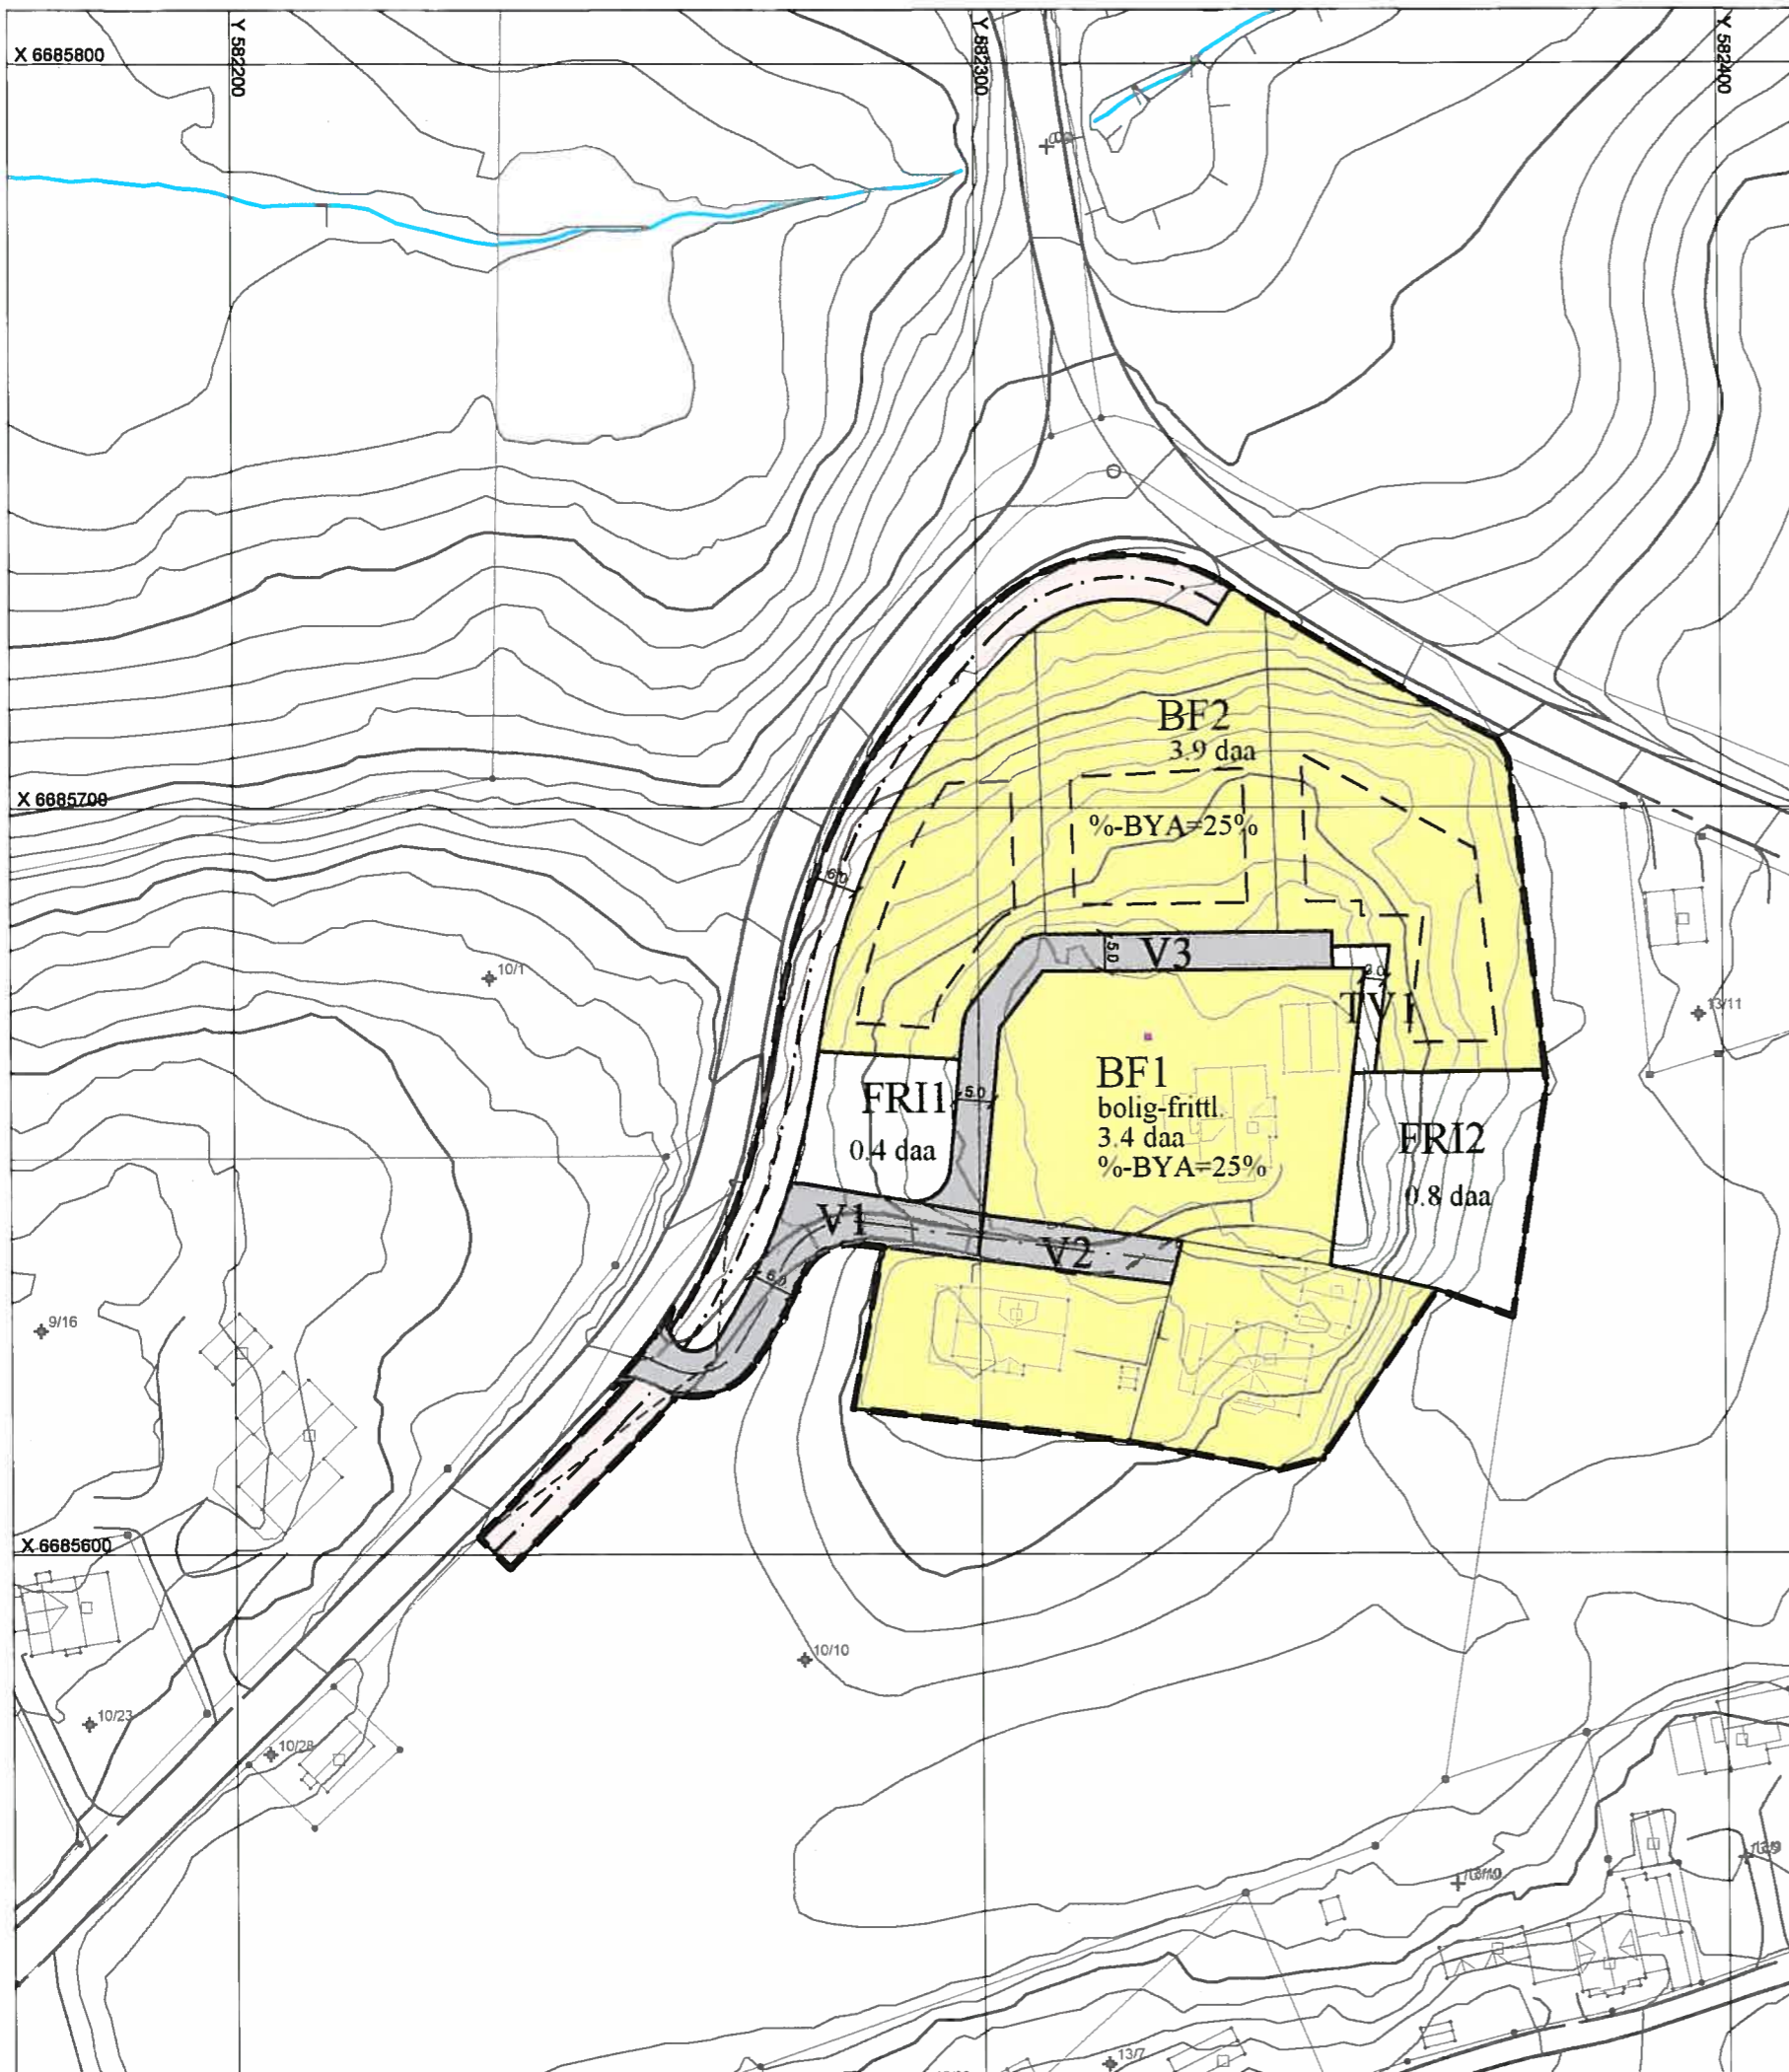 Y 582200
Y 582300
Y 582400
X 6685800
BF2
3.9 daa
X 6685700
%-BYA=25%
6.0
5.0
V3
10/1
3.0
TV1
13/11
BF1
bolig-frittl.
3.4 daa
%-BYA=25%
FRI1
0.4 daa
5.0
FRI2
0.8 daa
V1
V2
6.0
9/16
X 6685600
10/10
10/23
10/28
13/7